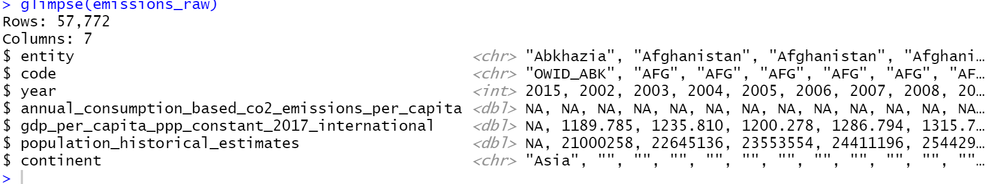 > glimpse(emissions_raw)
Rows: 57,772
Columns: 7
$ entity <chr> "Abkhazia", "Afghanistan", "Afghanistan", "Afghani…
$ code <chr> "OWID_ABK", "AFG", "AFG", "AFG", "AFG", "AFG", "AF…
$ year <int> 2015, 2002, 2003, 2004, 2005, 2006, 2007, 2008, 20…
$ annual_consumption_based_co2_emissions_per_capita <dbl> NA, NA, NA, NA, NA, NA, NA, NA, NA, NA, NA, NA, NA…
$ gdp_per_capita_ppp_constant_2017_international <dbl> NA, 1189.785, 1235.810, 1200.278, 1286.794, 1315.7…
$ population_historical_estimates <dbl> NA, 21000258, 22645136, 23553554, 24411196, 254429…
$ continent <chr> "Asia", "", "", "", "", "", "", "", "", "", "", ""…
>